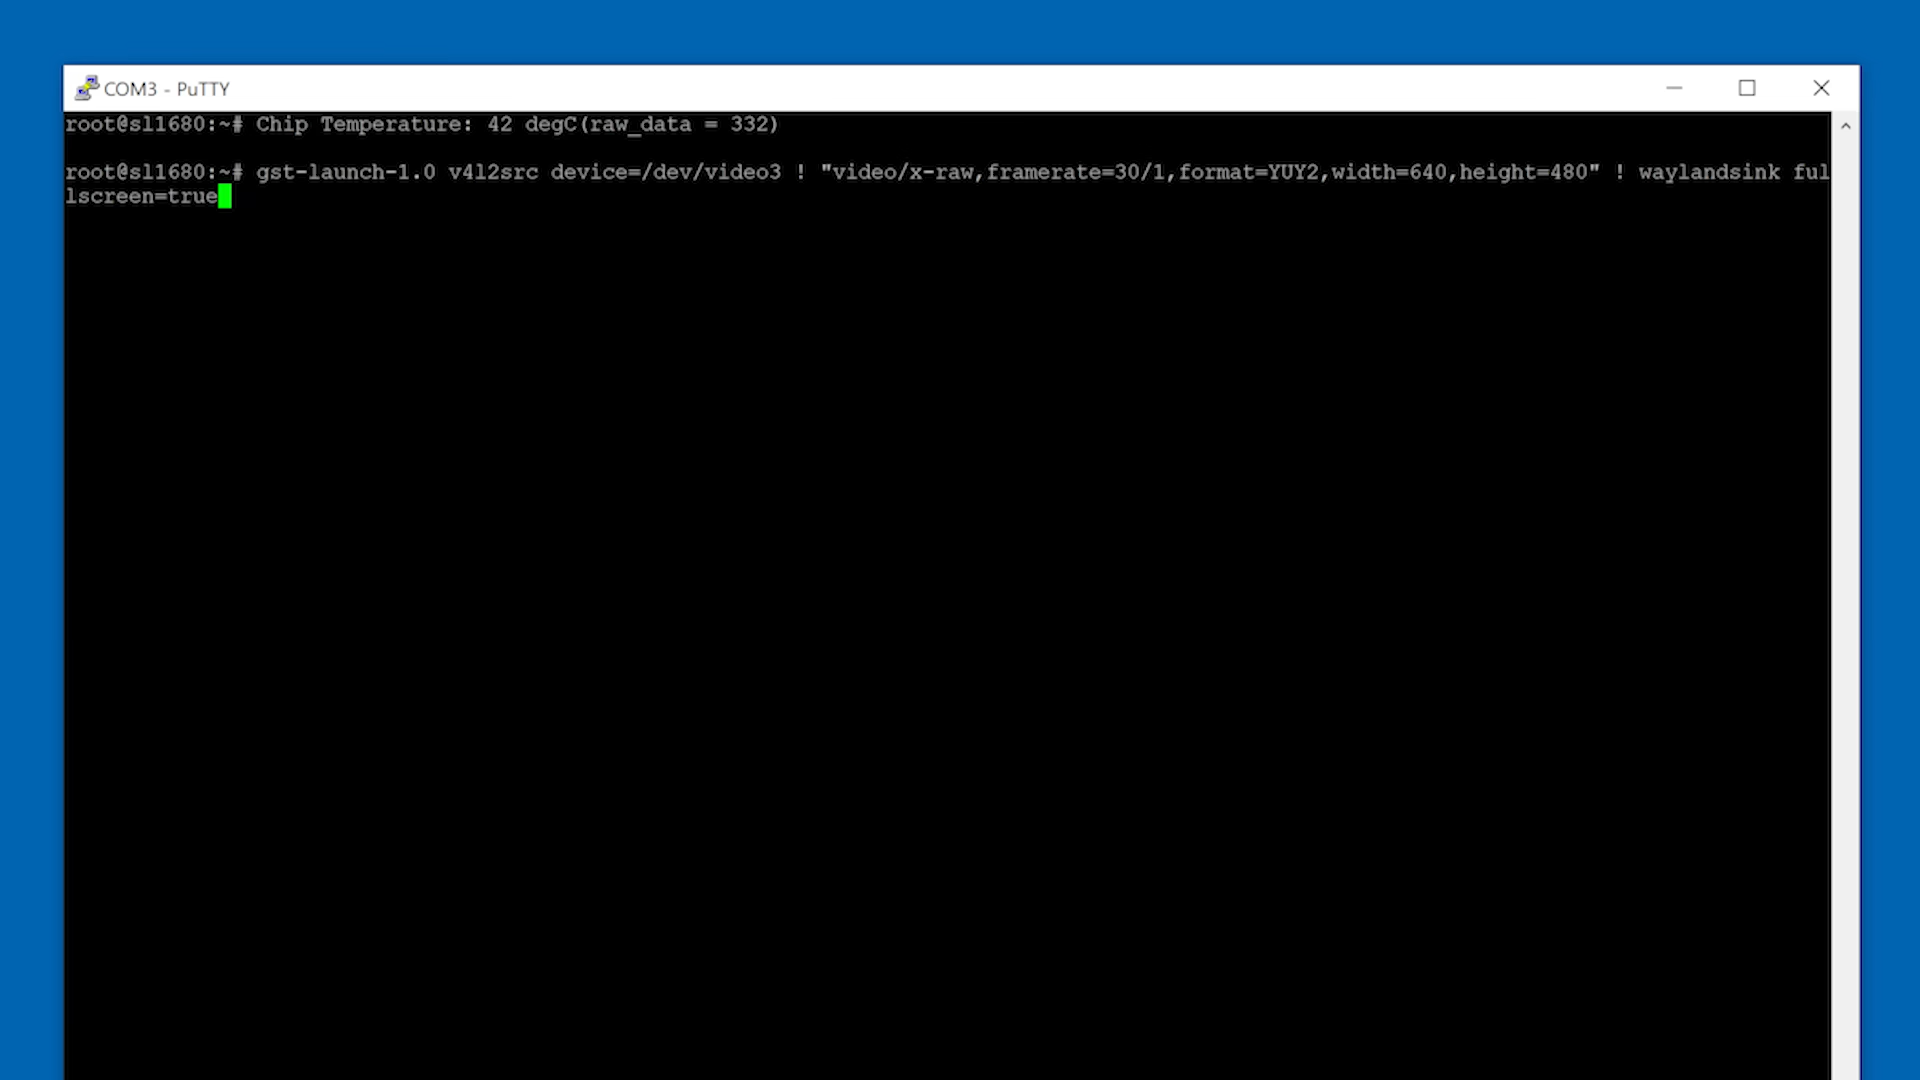 COM3 - PuTTY
root@sl1680:~# Chip Temperature: 42 degC(raw_data = 332)
root@sl1680:~# gst-launch-1.0 v4l2src device=/dev/video3 ! "video/x-raw,framerate=30/1,format=YUY2,width=640,height=480" ! waylandsink ful
lscreen=true